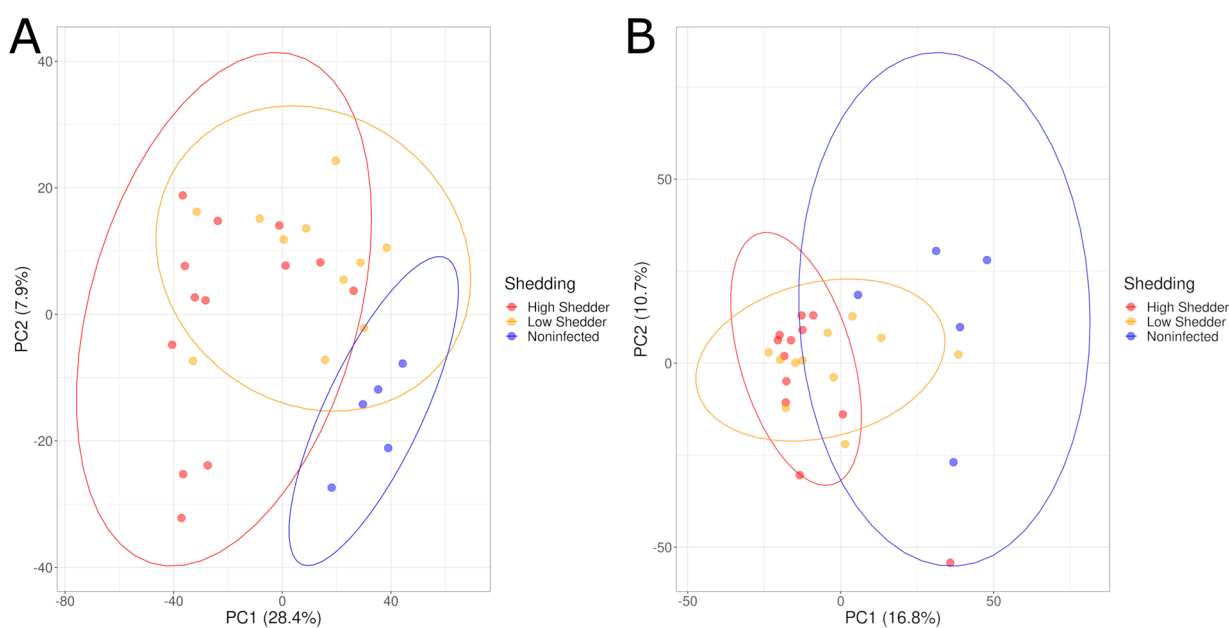 A
40
20
0
-20
-40
PC2 (7.9%)
-80
-40
0
40
PC1 (28.4%)
Shedding
High Shedder
Low Shedder
Noninfected
B
50
0
-50
PC2 (10.7%)
-50
0
50
PC1 (16.8%)
Shedding
High Shedder
Low Shedder
Noninfected